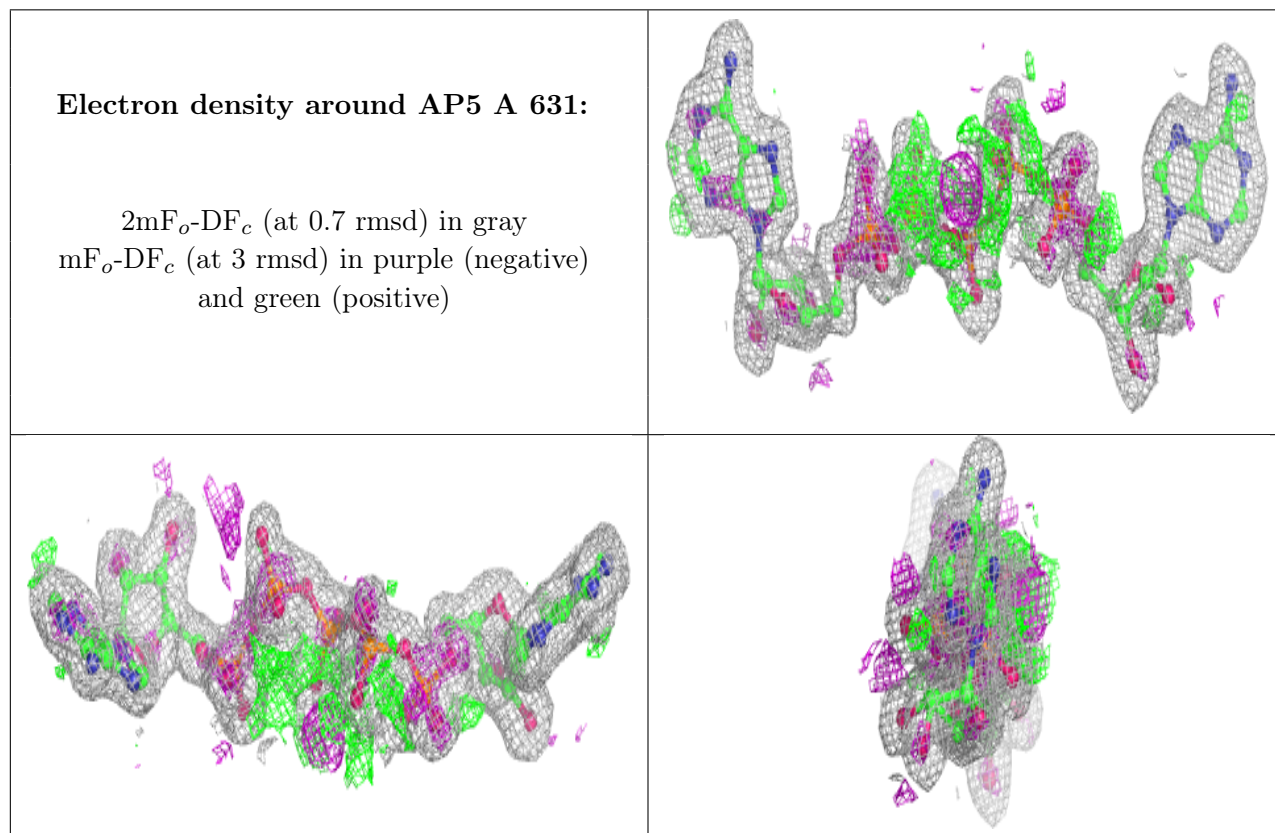 Electron density around AP5 A 631:
2mFo-DFc (at 0.7 rmsd) in gray
mFo-DFc (at 3 rmsd) in purple (negative)
and green (positive)